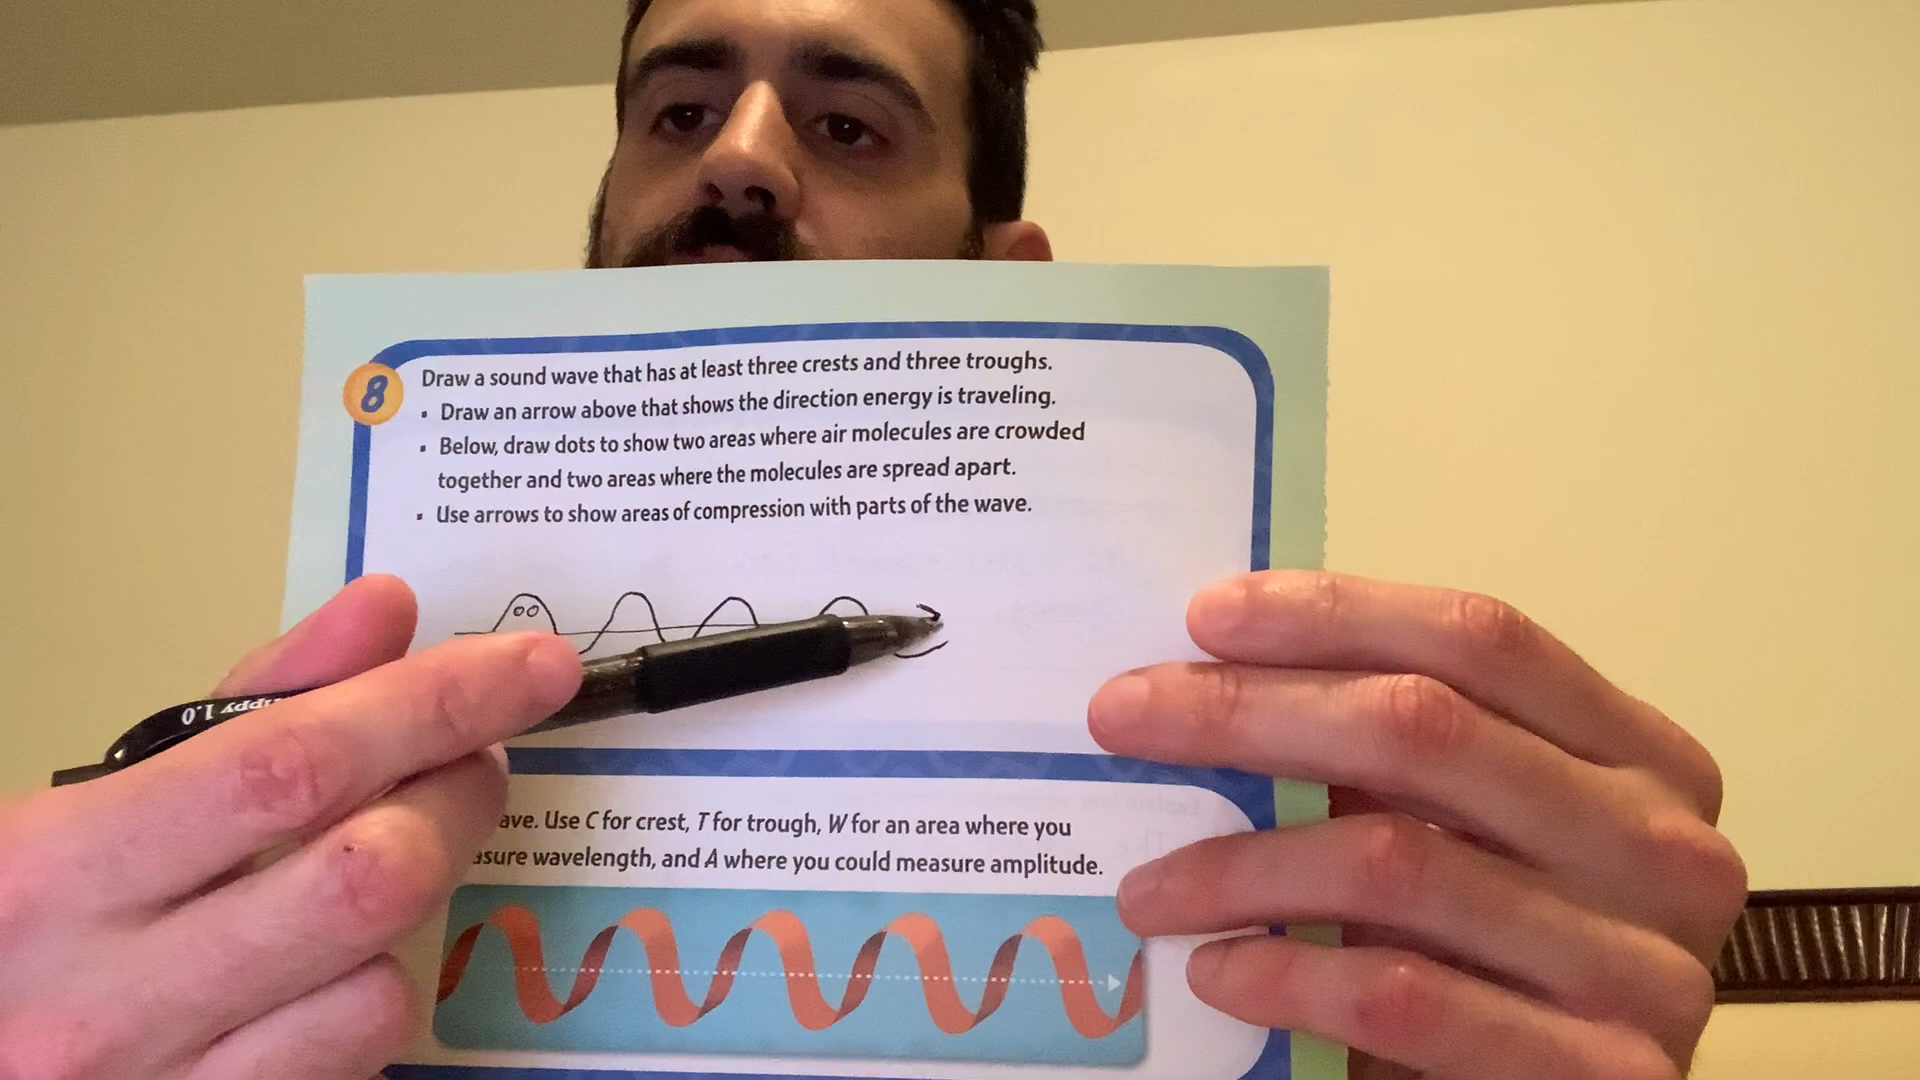 8
Draw a sound wave that has at least three crests and three troughs.
▪ Draw an arrow above that shows the direction energy is traveling.
▪ Below, draw dots to show two areas where air molecules are crowded
together and two areas where the molecules are spread apart.
▪ Use arrows to show areas of compression with parts of the wave.
1.0
Use C for crest, T for trough, W for an area where you
wavelength, and A where you could measure amplitude.